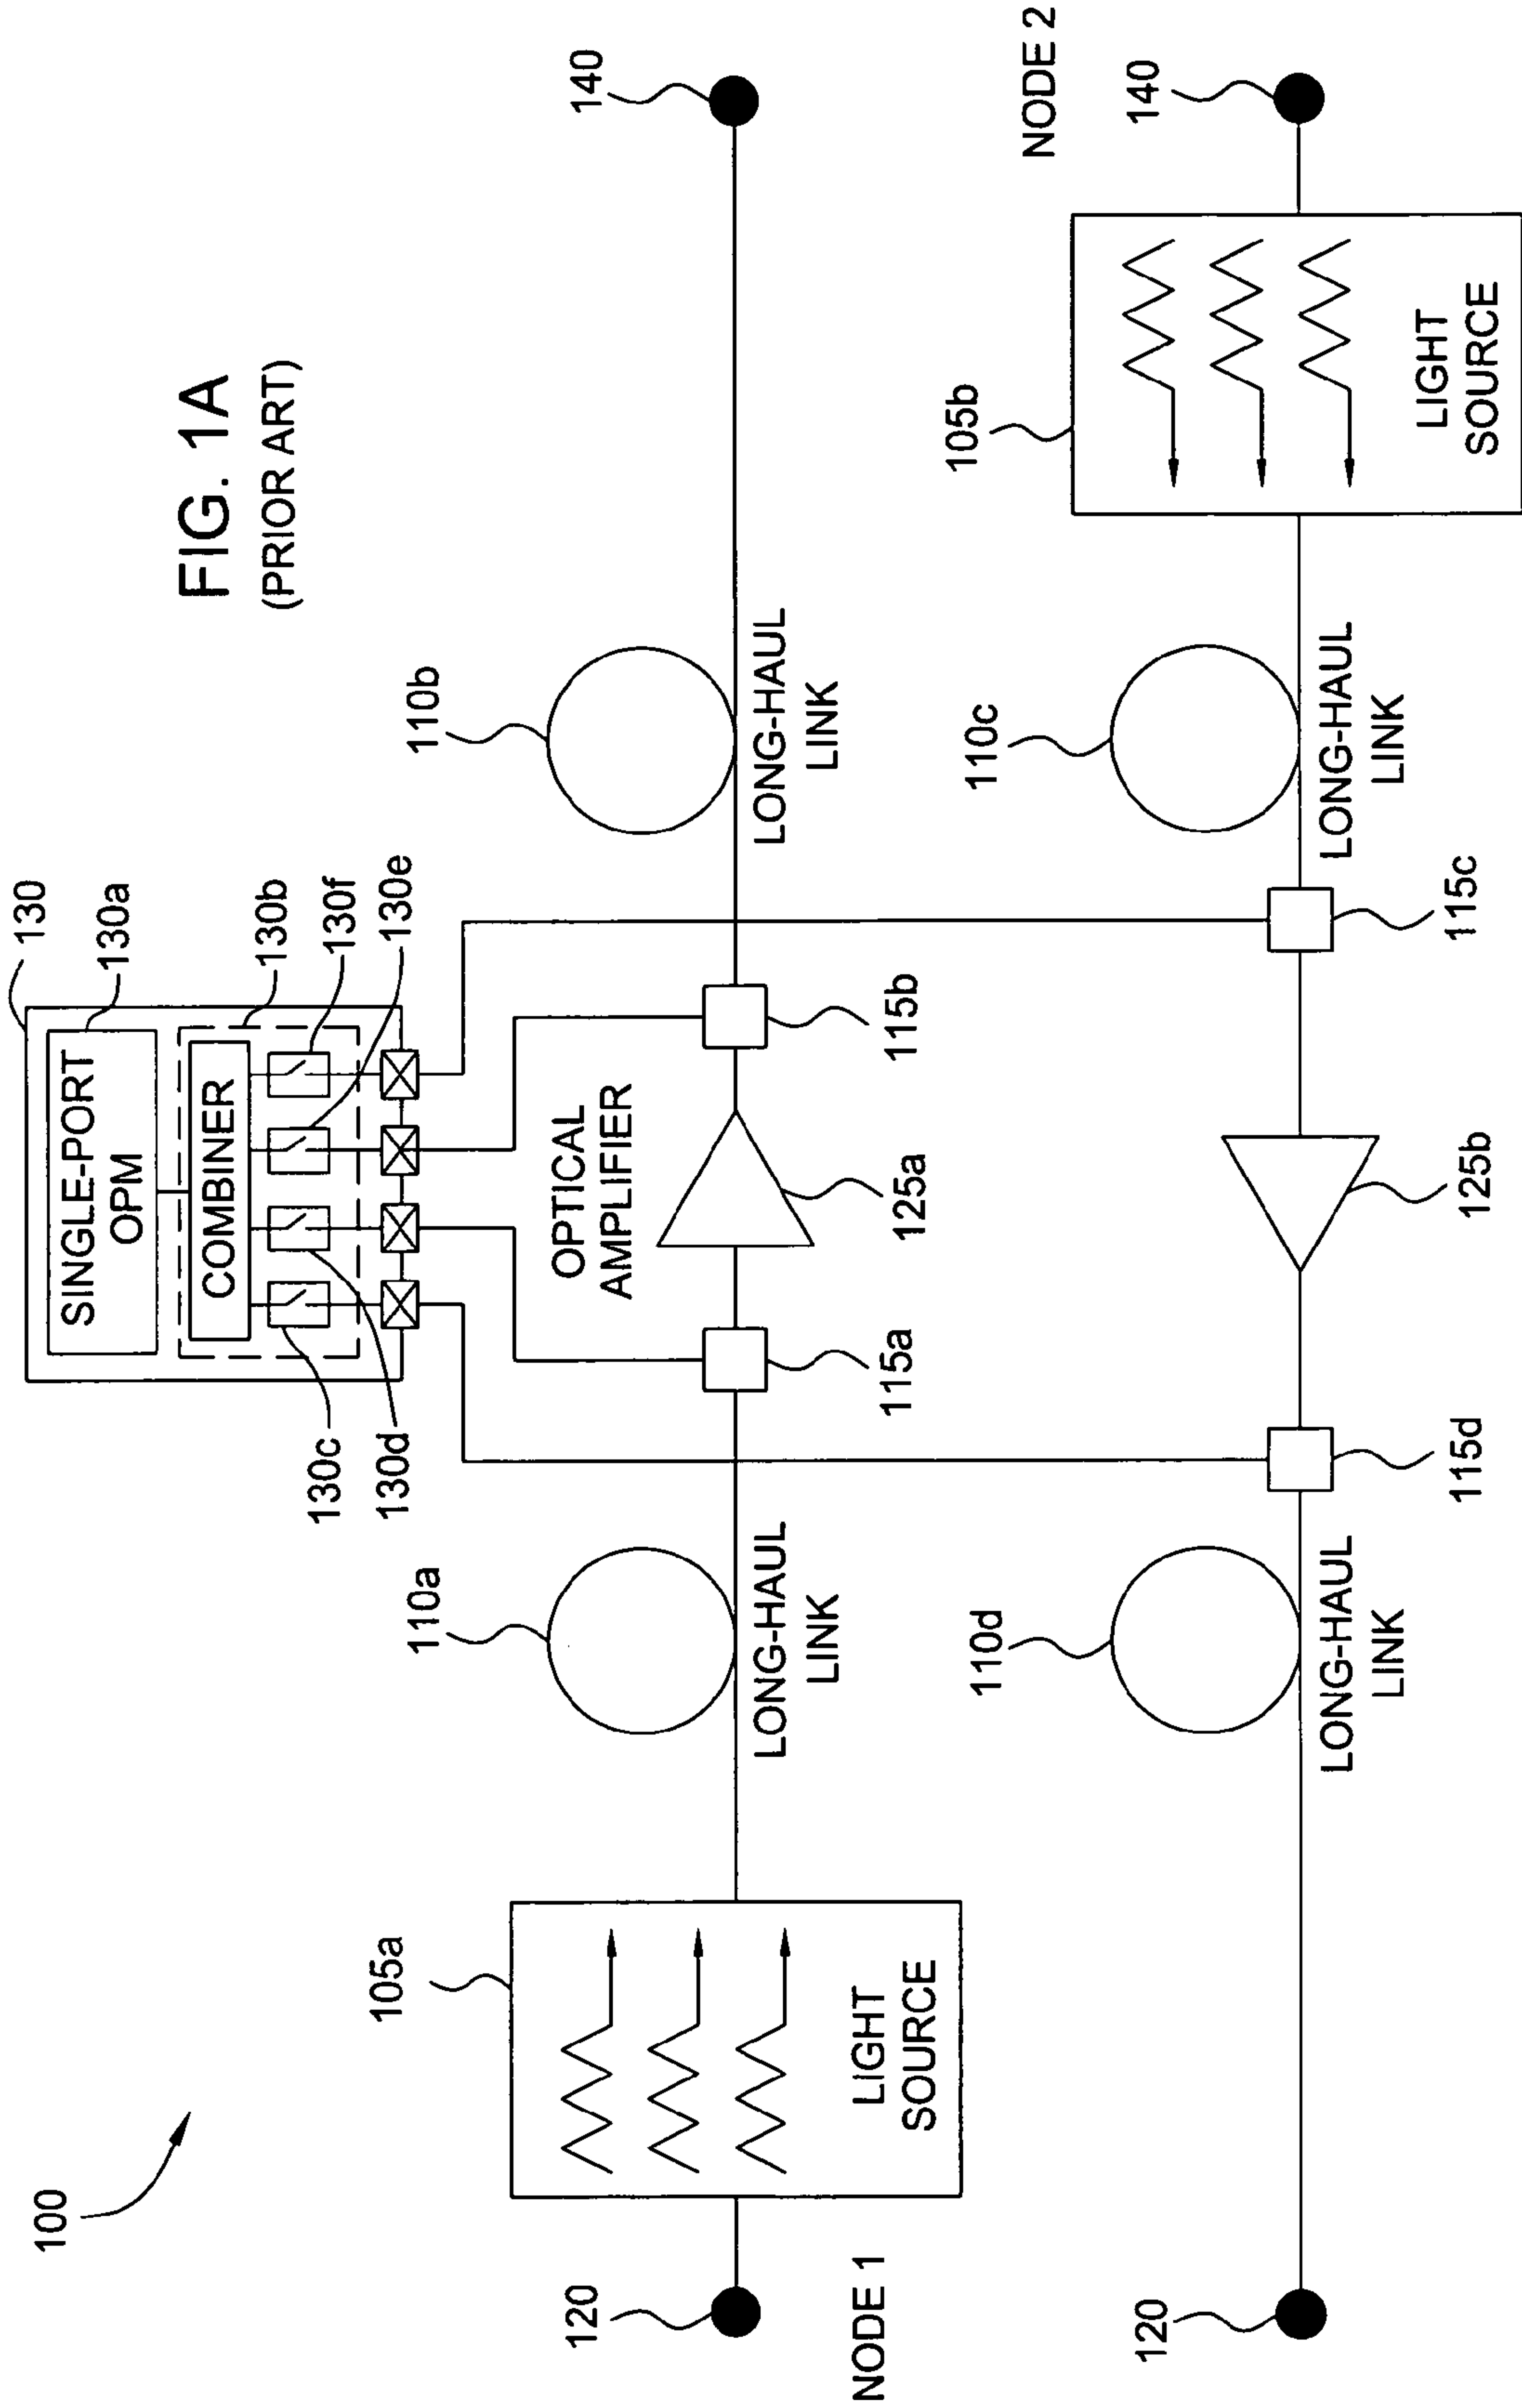 FIG. 1A
(PRIOR ART)
100
130
130a
SINGLE-PORT
OPM
COMBINER
130b
130f
130e
130c
130d
NODE 1
120
105a
LIGHT
SOURCE
110a
LONG-HAUL
LINK
115a
OPTICAL
AMPLIFIER
125a
115b
110b
LONG-HAUL
LINK
140
120
110d
LONG-HAUL
LINK
115d
125b
115c
110c
LONG-HAUL
LINK
105b
LIGHT
SOURCE
NODE 2
140